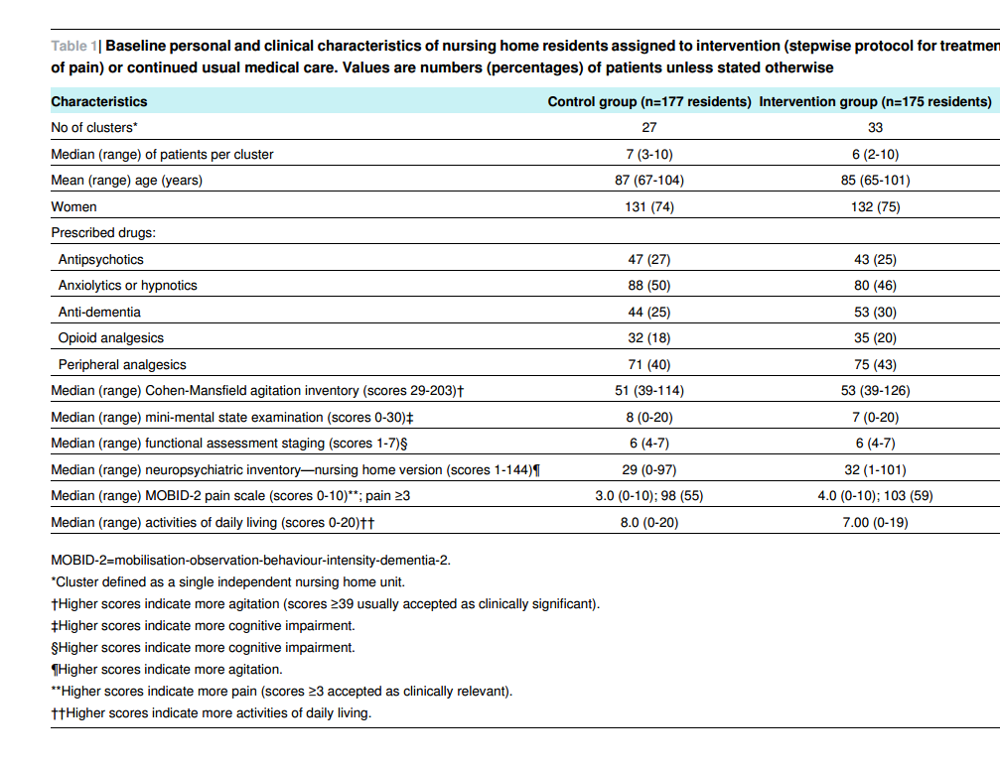 Table 1| Baseline personal and clinical characteristics of nursing home residents assigned to intervention (stepwise protocol for
of pain) or continued usual medical care. Values are numbers (percentages) of patients unless stated otherwise
Characteristics Control group (n=177 residents) Intervention group (n=175 residents)
No of clusters* 27 33
Median (range) of patients per cluster 7 (3-10) 6 (2-10)
Mean (range) age (years) 87 (67-104) 85 (65-101)
Women 131 (74) 132 (75)
Prescribed drugs:
Antipsychotics 47 (27) 43 (25)
Anxiolytics or hypnotics 88 (50) 80 (46)
Anti-dementia 44 (25) 53 (30)
Opioid analgesics 32 (18) 35 (20)
Peripheral analgesics 71 (40) 75 (43)
Median (range) Cohen-Mansfield agitation inventory (scores 29-203)† 51 (39-114) 53 (39-126)
Median (range) mini-mental state examination (scores 0-30)‡ 8 (0-20) 7 (0-20)
Median (range) functional assessment staging (scores 1-7)§ 6 (4-7) 6 (4-7)
Median (range) neuropsychiatric inventory—nursing home version (scores 1-144)¶ 29 (0-97) 32 (1-101)
Median (range) MOBID-2 pain scale (scores 0-10)**; pain ≥3 3.0 (0-10); 98 (55) 4.0 (0-10); 103 (59)
Median (range) activities of daily living (scores 0-20)†† 8.0 (0-20) 7.00 (0-19)
MOBID-2=mobilisation-observation-behaviour-intensity-dementia-2.
*Cluster defined as a single independent nursing home unit.
†Higher scores indicate more agitation (scores ≥39 usually accepted as clinically significant).
‡Higher scores indicate more cognitive impairment.
§Higher scores indicate more cognitive impairment.
¶Higher scores indicate more agitation.
**Higher scores indicate more pain (scores ≥3 accepted as clinically relevant).
††Higher scores indicate more activities of daily living.